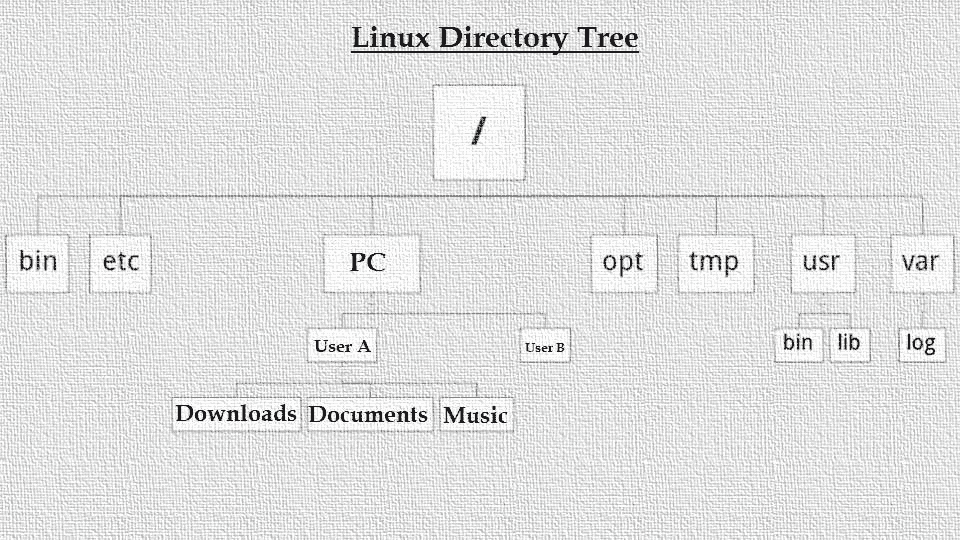 Linux Directory Tree
/
bin etc PC opt tmp usr var
User A User B bin lib log
Downloads Documents Music